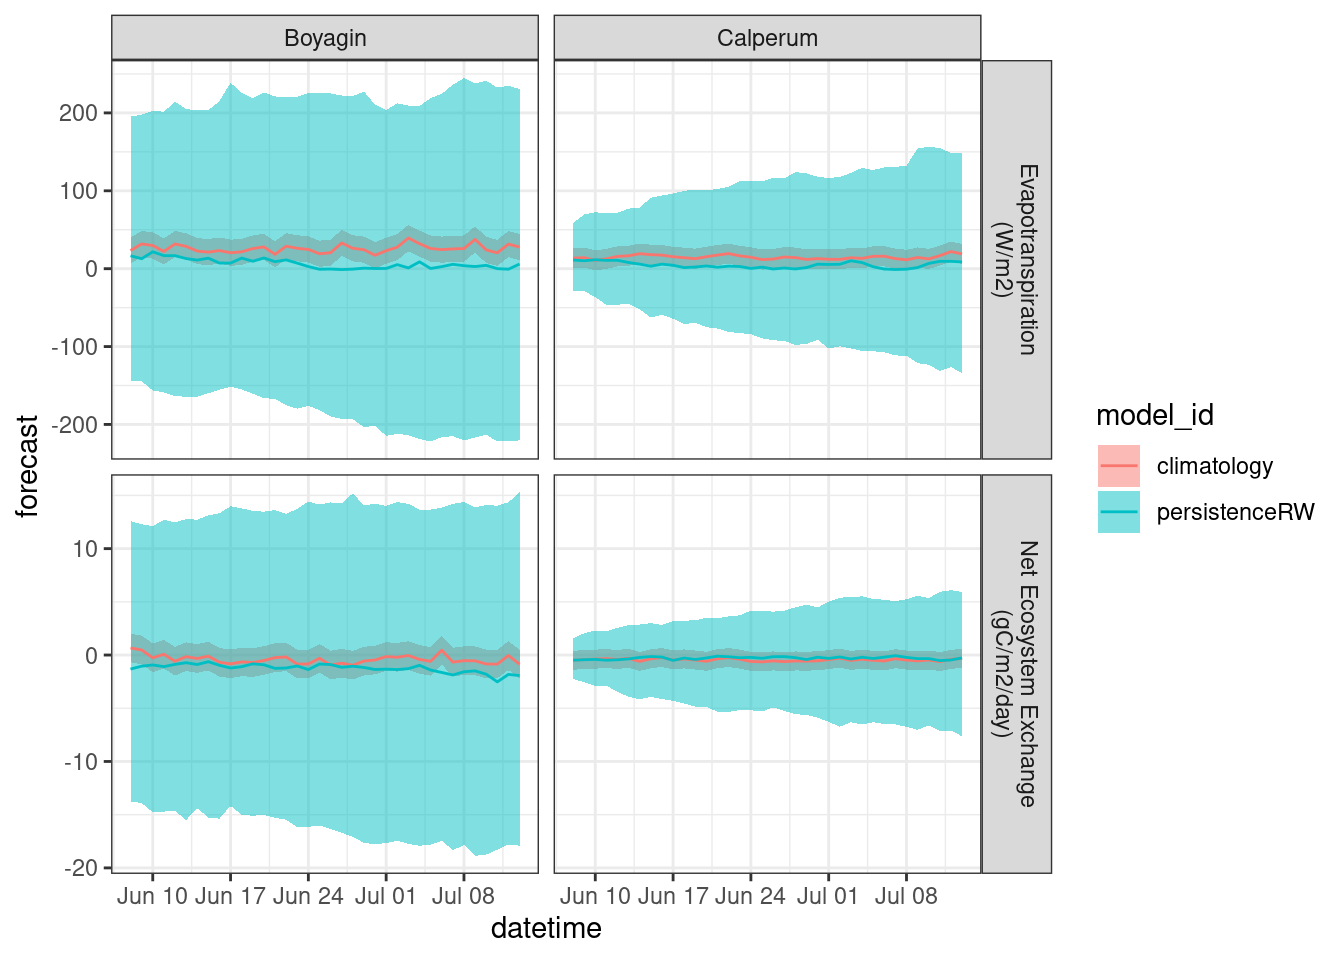 Boyagin
Calperum
200
100
0
-100
-200
Evapotranspiration
(W/m2)
10
0
-10
-20
Net Ecosystem Exchange
(gC/m2/day)
forecast
Jun 10 Jun 17 Jun 24 Jul 01 Jul 08
Jun 10 Jun 17 Jun 24 Jul 01 Jul 08
datetime
model_id
climatology
persistenceRW